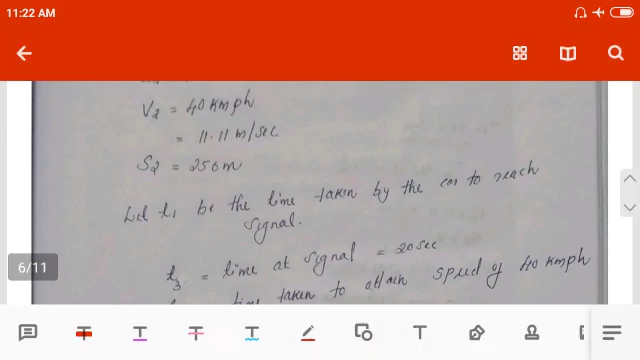 11:22 AM
V2 = 40 Kmph
= 11.11 m/sec
S2 = 250m
Let t1 be the time taken by the car to reach
signal.
t3 = time at signal = 20 sec
time taken to attain speed of 40 Kmph
6/11